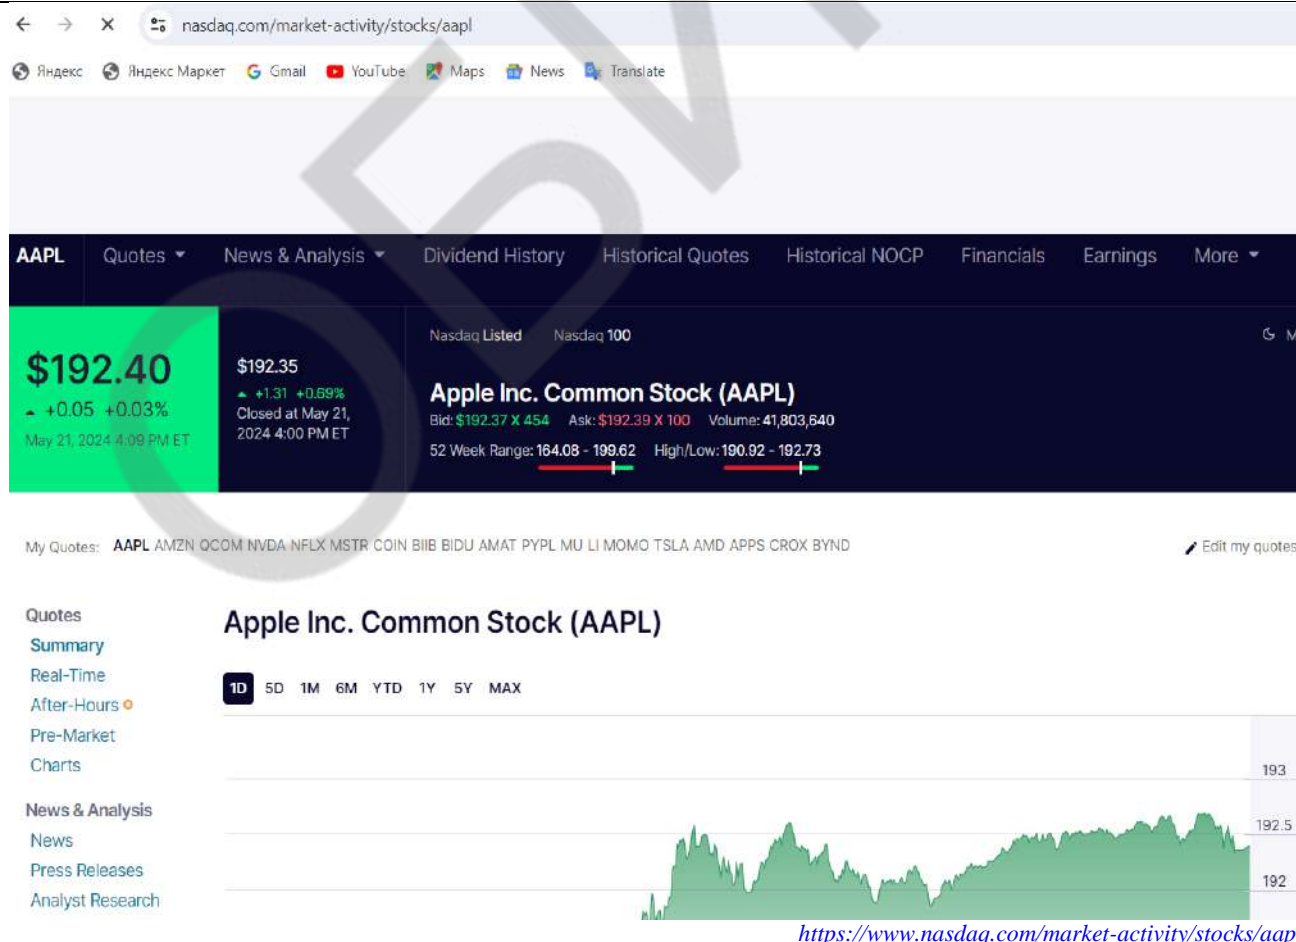 nasdaq.com/market-activity/stocks/aapl
Яндекс Яндекс Маркет Gmail YouTube Maps News Translate
AAPL Quotes News & Analysis Dividend History Historical Quotes Historical NOCP Financials Earnings More
Nasdaq Listed Nasdaq 100
$192.40
+0.05 +0.03%
May 21, 2024 4:09 PM ET
$192.35
+1.31 +0.69%
Closed at May 21,
2024 4:00 PM ET
Apple Inc. Common Stock (AAPL)
Bid: $192.37 X 454 Ask: $192.39 X 100 Volume: 41,803,640
52 Week Range: 164.08 - 199.62 High/Low: 190.92 - 192.73
My Quotes: AAPL AMZN QCOM NVDA NFLX MSTR COIN BIIB BIDU AMAT PYPL MU LI MOMO TSLA AMD APPS CROX BYND
Edit my quotes
Quotes
Summary
Real-Time
After-Hours
Pre-Market
Charts
News & Analysis
News
Press Releases
Analyst Research
Apple Inc. Common Stock (AAPL)
1D 5D 1M 6M YTD 1Y 5Y MAX
193
192.5
192
https://www.nasdaq.com/market-activity/stocks/aap